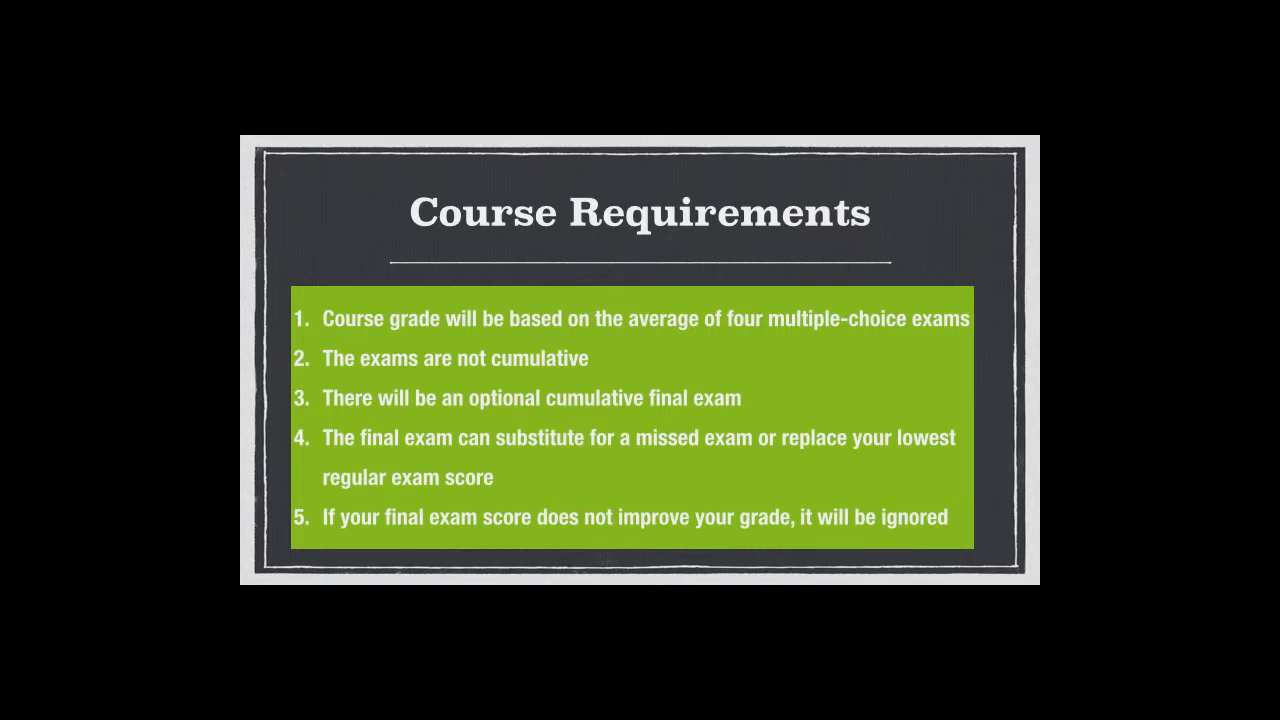 Course Requirements
1. Course grade will be based on the average of four multiple-choice exams
2. The exams are not cumulative
3. There will be an optional cumulative final exam
4. The final exam can substitute for a missed exam or replace your lowest
regular exam score
5. If your final exam score does not improve your grade, it will be ignored